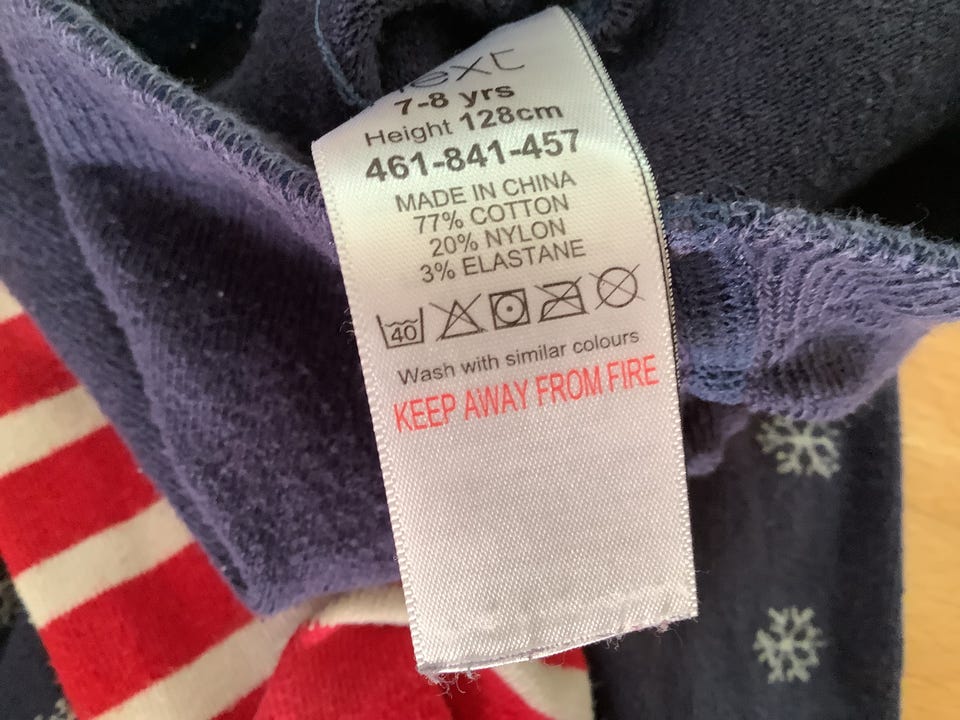 next
7-8 yrs
Height 128cm
461-841-457
MADE IN CHINA
77% COTTON
20% NYLON
3% ELASTANE
40
Wash with similar colours
KEEP AWAY FROM FIRE